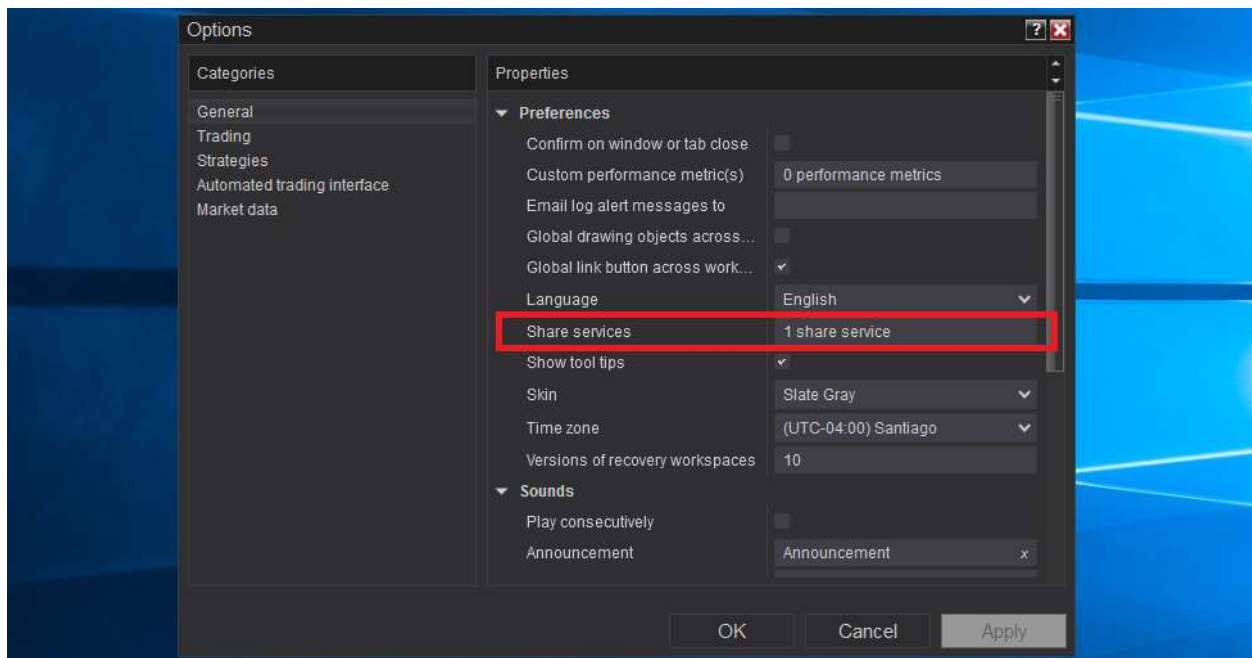 Options
?
Categories
Properties
General
Trading
Strategies
Automated trading interface
Market data
Preferences
Confirm on window or tab close
Custom performance metric(s) 0 performance metrics
Email log alert messages to
Global drawing objects across...
Global link button across work...
Language English
Share services 1 share service
Show tool tips
Skin Slate Gray
Time zone (UTC-04:00) Santiago
Versions of recovery workspaces 10
Sounds
Play consecutively
Announcement Announcement x
OK Cancel Apply